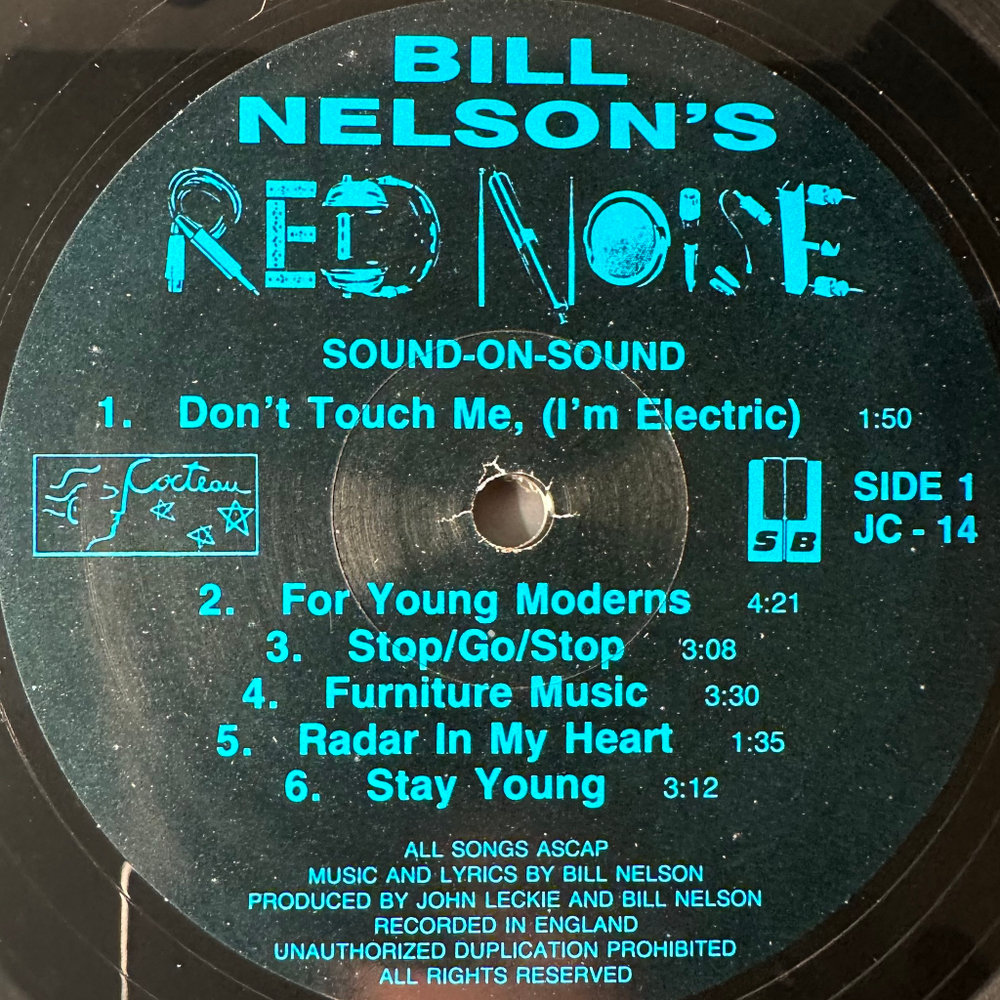 BILL
NELSON'S
RED NOISE
SOUND-ON-SOUND
1. Don't Touch Me, (I'm Electric) 1:50
Cocteau
SB
SIDE 1
JC - 14
2. For Young Moderns 4:21
3. Stop/Go/Stop 3:08
4. Furniture Music 3:30
5. Radar In My Heart 1:35
6. Stay Young 3:12
ALL SONGS ASCAP
MUSIC AND LYRICS BY BILL NELSON
PRODUCED BY JOHN LECKIE AND BILL NELSON
RECORDED IN ENGLAND
UNAUTHORIZED DUPLICATION PROHIBITED
ALL RIGHTS RESERVED